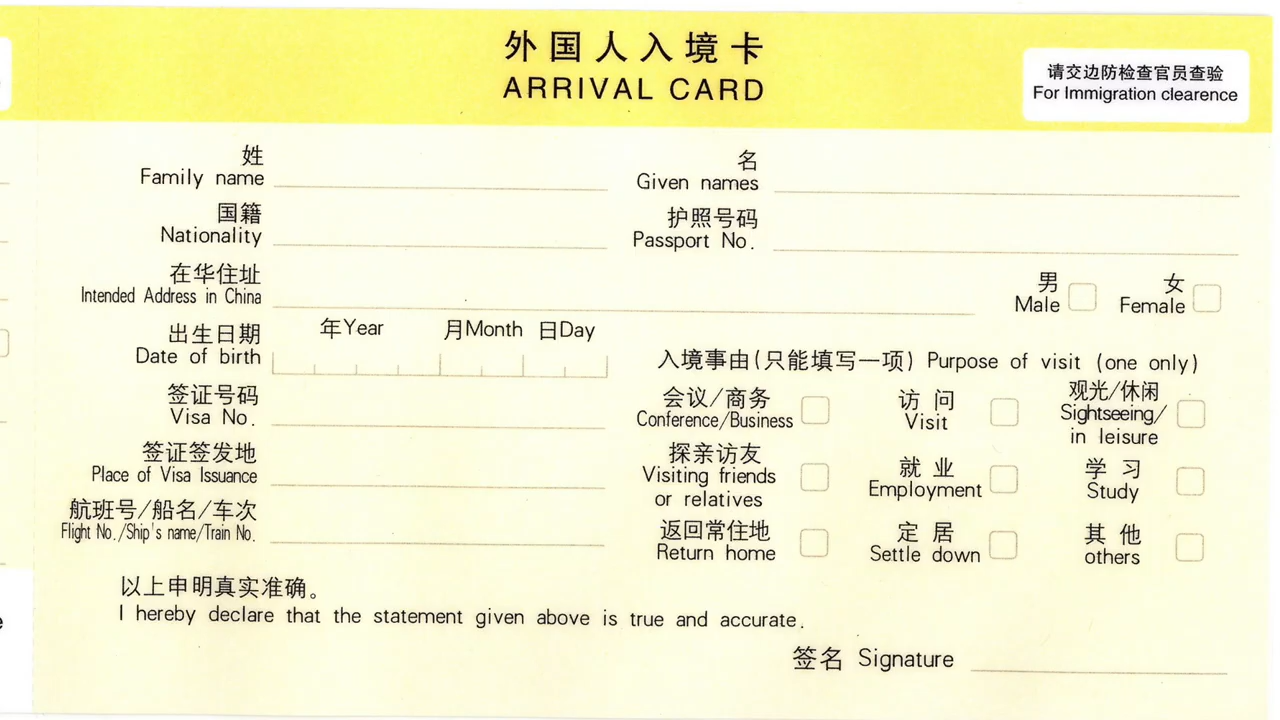 外国人入境卡
ARRIVAL CARD
请交边防检查官员查验
For Immigration clearence
姓
Family name
名
Given names
国籍
Nationality
护照号码
Passport No.
在华住址
Intended Address in China
男
Male
女
Female
出生日期
Date of birth
年Year 月Month 日Day
入境事由(只能填写一项) Purpose of visit (one only)
签证号码
Visa No.
会议/商务
Conference/Business
访问
Visit
观光/休闲
Sightseeing/
in leisure
签证签发地
Place of Visa Issuance
探亲访友
Visiting friends
or relatives
就业
Employment
学习
Study
航班号/船名/车次
Flight No./Ship's name/Train No.
返回常住地
Return home
定居
Settle down
其他
others
以上申明真实准确。
I hereby declare that the statement given above is true and accurate.
签名 Signature